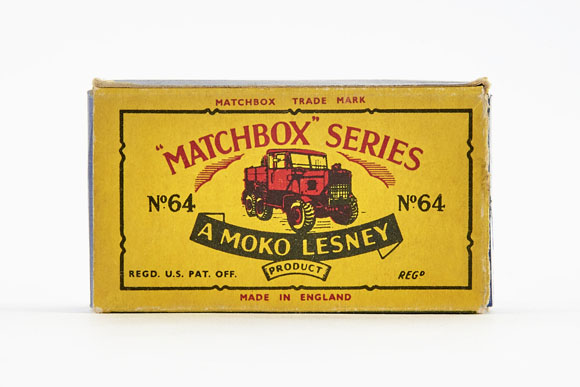 MATCHBOX TRADE MARK
"MATCHBOX" SERIES
Nº64
Nº64
A MOKO LESNEY
PRODUCT
REGD. U.S. PAT. OFF.
REGᴰ
MADE IN ENGLAND